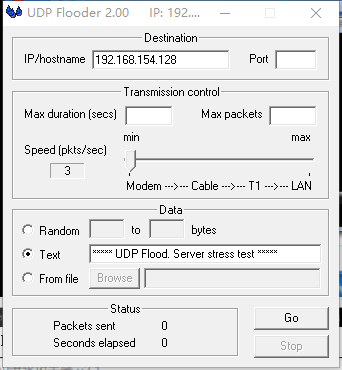 UDP Flooder 2.00 IP: 192....
Destination
IP/hostname 192.168.154.128 Port
Transmission control
Max duration (secs) Max packets
min max
Speed (pkts/sec)
3
Modem --->--- Cable --->--- T1 --->--- LAN
Data
Random to bytes
Text ***** UDP Flood. Server stress test *****
From file Browse
Status
Packets sent 0 Go
Seconds elapsed 0 Stop